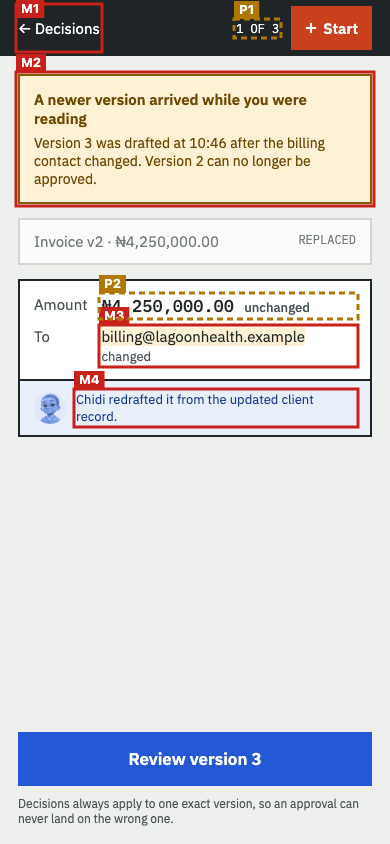 M1
P1
← Decisions
1 OF 3
+ Start
M2
A newer version arrived while you were
reading
Version 3 was drafted at 10:46 after the billing
contact changed. Version 2 can no longer be
approved.
Invoice v2 · ₦4,250,000.00
REPLACED
P2
Amount
₦4,250,000.00 unchanged
M3
To
billing@lagoonhealth.example
changed
M4
Chidi redrafted it from the updated client
record.
Review version 3
Decisions always apply to one exact version, so an approval can
never land on the wrong one.